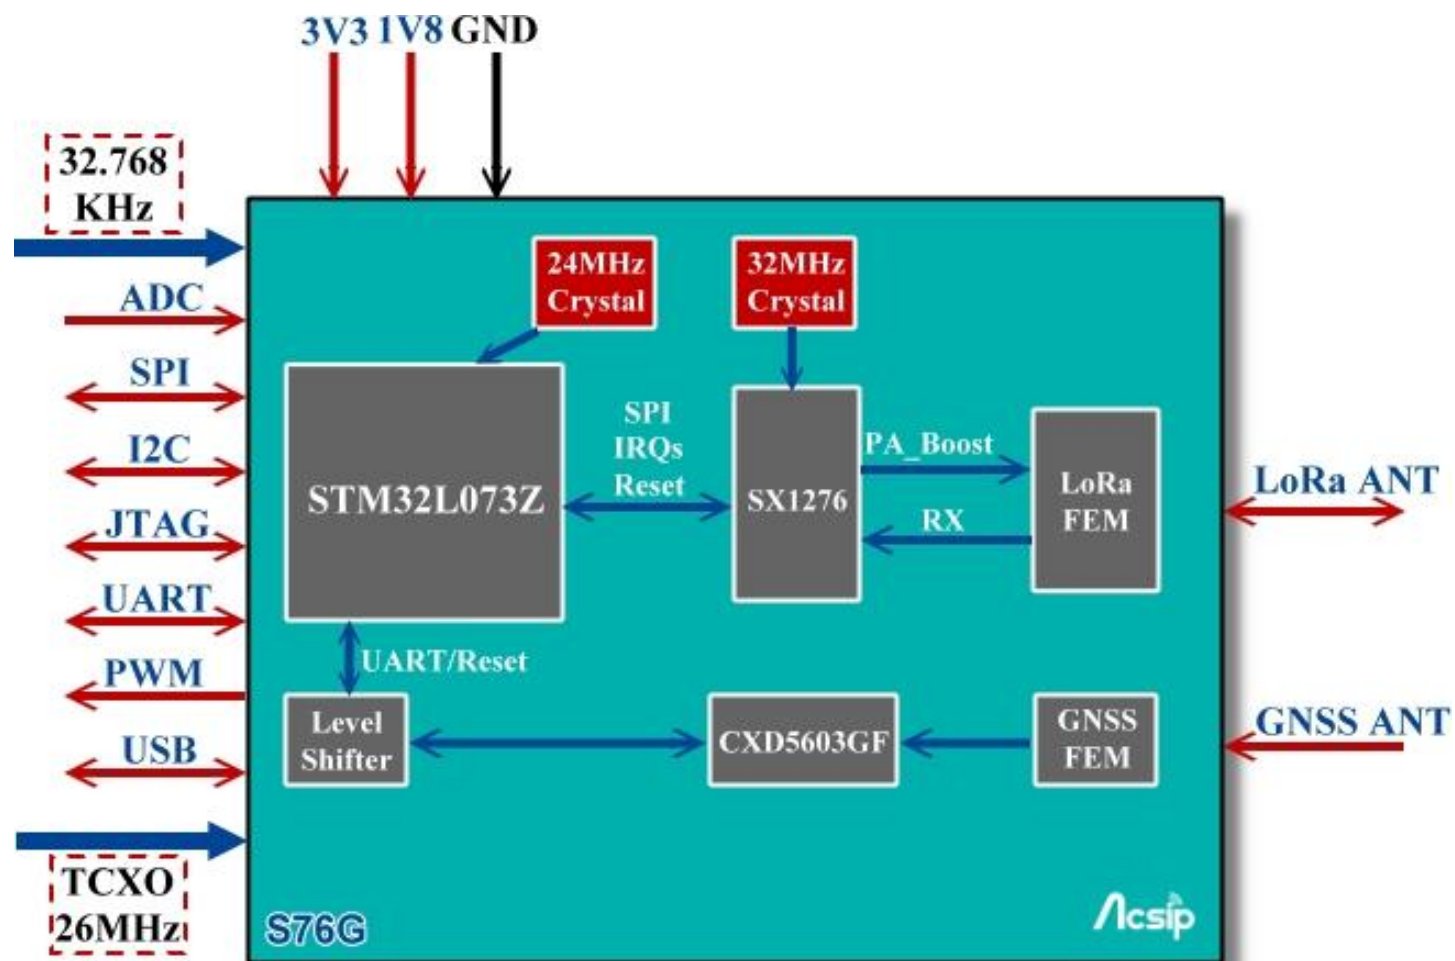 3V3 1V8 GND
32.768
KHz
ADC
SPI
I2C
JTAG
UART
PWM
USB
TCXO
26MHz
24MHz
Crystal
32MHz
Crystal
STM32L073Z
SPI
IRQs
Reset
SX1276
PA_Boost
RX
LoRa
FEM
LoRa ANT
UART/Reset
Level
Shifter
CXD5603GF
GNSS
FEM
GNSS ANT
S76G
Acsip